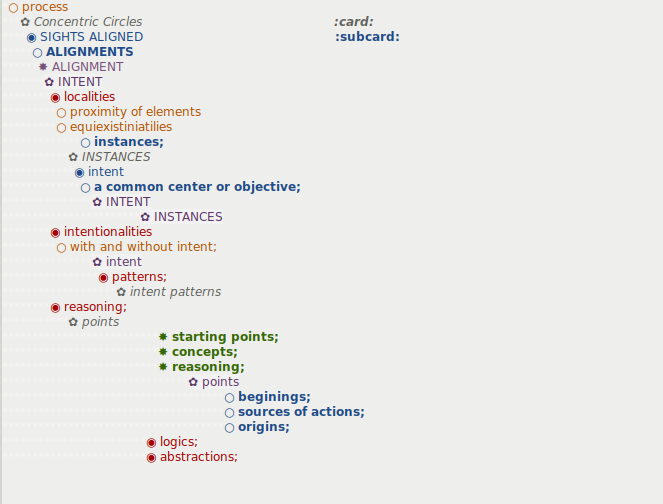 process
Concentric Circles :card:
SIGHTS ALIGNED :subcard:
ALIGNMENTS
ALIGNMENT
INTENT
localities
proximity of elements
equiexistiniatilies
instances;
INSTANCES
intent
a common center or objective;
INTENT
INSTANCES
intentionalities
with and without intent;
intent
patterns;
intent patterns
reasoning;
points
starting points;
concepts;
reasoning;
points
beginings;
sources of actions;
origins;
logics;
abstractions;